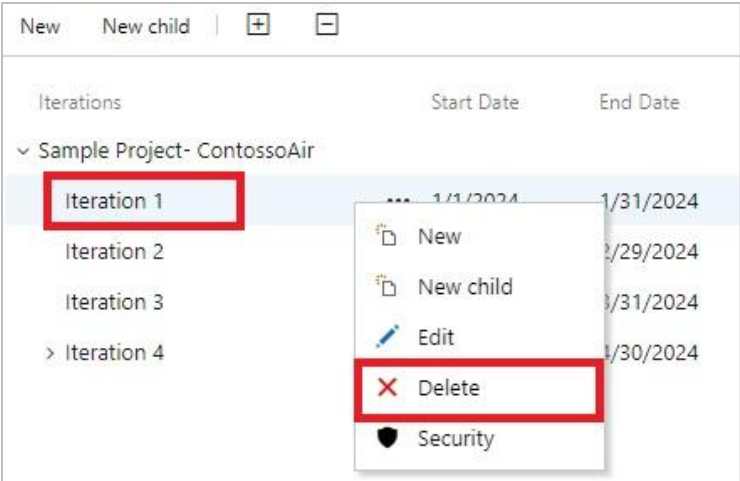 New New child
Iterations Start Date End Date
Sample Project- ContossoAir
Iteration 1 1/1/2024 1/31/2024
New
Iteration 2 2/29/2024
New child
Iteration 3 /31/2024
Edit
Iteration 4 /30/2024
Delete
Security